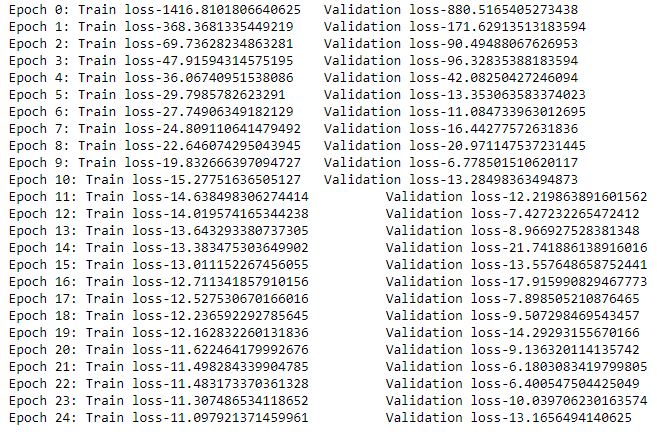 Epoch 0: Train loss-1416.8101806640625 Validation loss-880.5165405273438
Epoch 1: Train loss-368.3681335449219 Validation loss-171.62913513183594
Epoch 2: Train loss-69.73628234863281 Validation loss-90.49488067626953
Epoch 3: Train loss-47.91594314575195 Validation loss-96.32835388183594
Epoch 4: Train loss-36.06740951538086 Validation loss-42.08250427246094
Epoch 5: Train loss-29.7985782623291 Validation loss-13.353063583374023
Epoch 6: Train loss-27.74906349182129 Validation loss-11.084733963012695
Epoch 7: Train loss-24.809110641479492 Validation loss-16.44277572631836
Epoch 8: Train loss-22.646074295043945 Validation loss-20.971147537231445
Epoch 9: Train loss-19.832666397094727 Validation loss-6.778501510620117
Epoch 10: Train loss-15.27751636505127 Validation loss-13.28498363494873
Epoch 11: Train loss-14.638498306274414 Validation loss-12.219863891601562
Epoch 12: Train loss-14.019574165344238 Validation loss-7.427232265472412
Epoch 13: Train loss-13.643293380737305 Validation loss-8.966927528381348
Epoch 14: Train loss-13.383475303649902 Validation loss-21.741886138916016
Epoch 15: Train loss-13.011152267456055 Validation loss-13.557648658752441
Epoch 16: Train loss-12.711341857910156 Validation loss-17.915990829467773
Epoch 17: Train loss-12.527530670166016 Validation loss-7.898505210876465
Epoch 18: Train loss-12.236592292785645 Validation loss-9.507298469543457
Epoch 19: Train loss-12.162832260131836 Validation loss-14.29293155670166
Epoch 20: Train loss-11.622464179992676 Validation loss-9.136320114135742
Epoch 21: Train loss-11.498284339904785 Validation loss-6.1803083419799805
Epoch 22: Train loss-11.483173370361328 Validation loss-6.400547504425049
Epoch 23: Train loss-11.307486534118652 Validation loss-10.039706230163574
Epoch 24: Train loss-11.097921371459961 Validation loss-13.1656494140625